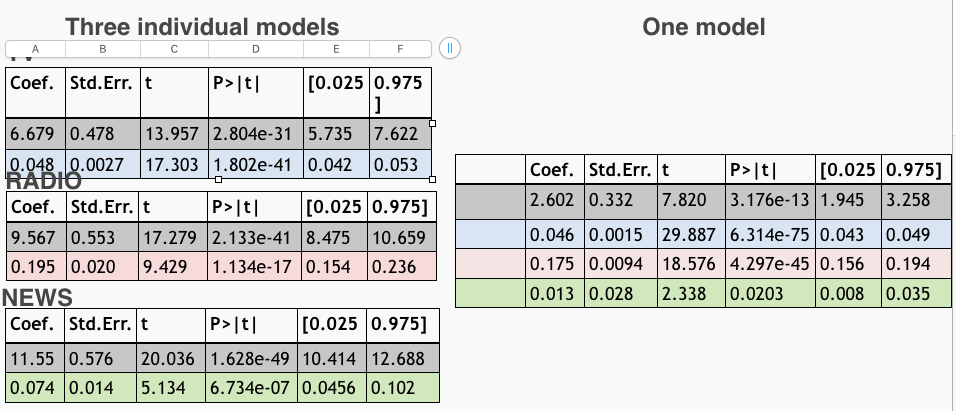 Three individual models
One model
A B C D E F
TV
Coef. Std.Err. t P>|t| [0.025 0.975
]
6.679 0.478 13.957 2.804e-31 5.735 7.622
0.048 0.0027 17.303 1.802e-41 0.042 0.053
RADIO
Coef. Std.Err. t P>|t| [0.025 0.975]
9.567 0.553 17.279 2.133e-41 8.475 10.659
0.195 0.020 9.429 1.134e-17 0.154 0.236
NEWS
Coef. Std.Err. t P>|t| [0.025 0.975]
11.55 0.576 20.036 1.628e-49 10.414 12.688
0.074 0.014 5.134 6.734e-07 0.0456 0.102
Coef. Std.Err. t P>|t| [0.025 0.975]
2.602 0.332 7.820 3.176e-13 1.945 3.258
0.046 0.0015 29.887 6.314e-75 0.043 0.049
0.175 0.0094 18.576 4.297e-45 0.156 0.194
0.013 0.028 2.338 0.0203 0.008 0.035